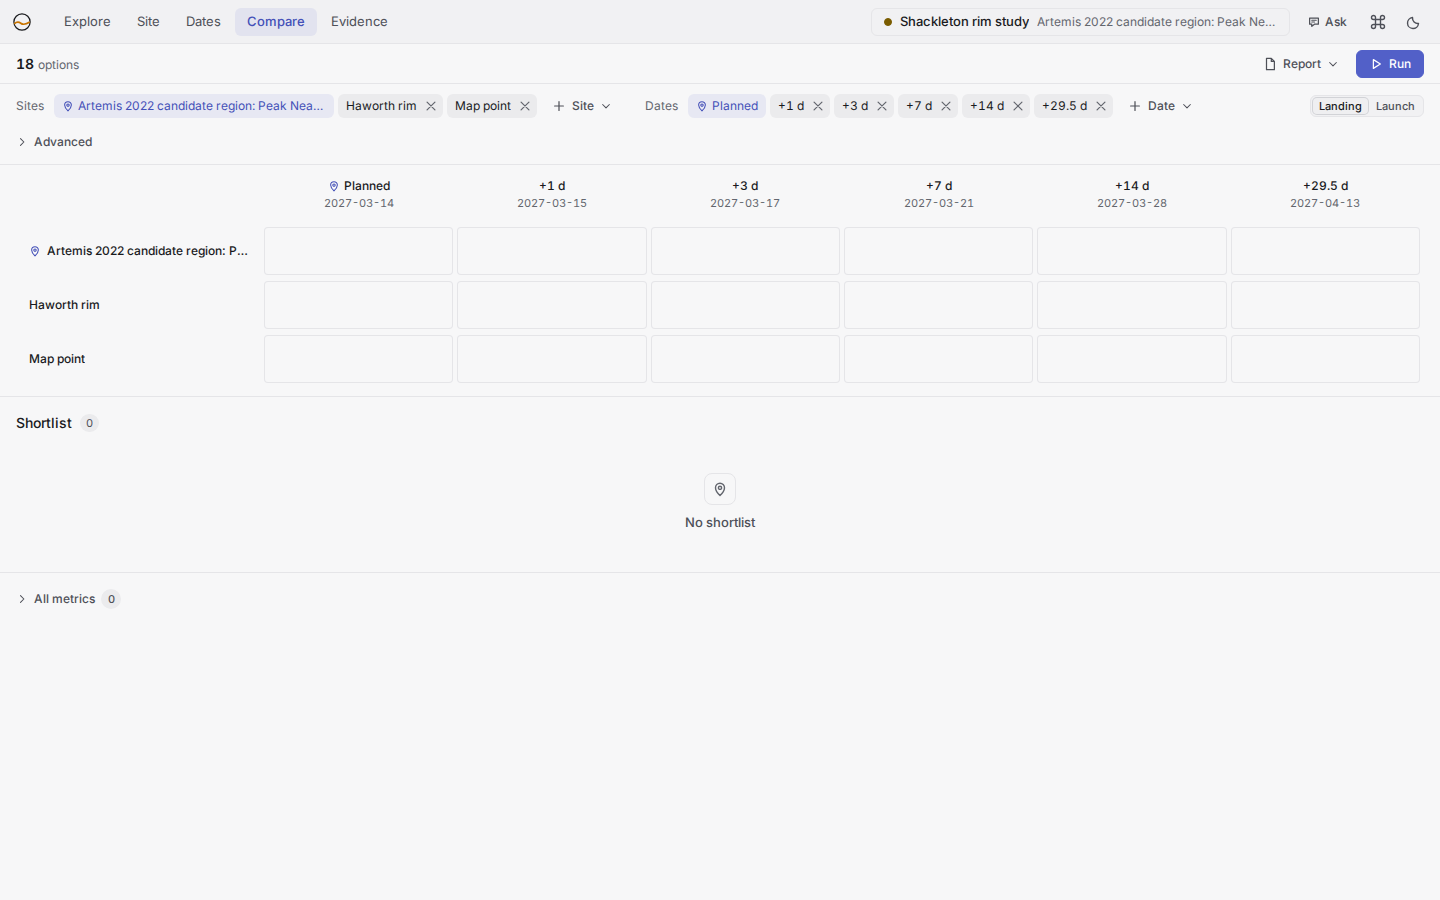 Explore Site Dates Compare Evidence Shackleton rim study Artemis 2022 candidate region: Peak Ne... Ask
18 options Report Run
Sites Artemis 2022 candidate region: Peak Nea... Haworth rim Map point Site Dates Planned +1 d +3 d +7 d +14 d +29.5 d Date Landing Launch
Advanced
Planned +1 d +3 d +7 d +14 d +29.5 d
2027-03-14 2027-03-15 2027-03-17 2027-03-21 2027-03-28 2027-04-13
Artemis 2022 candidate region: P...
Haworth rim
Map point
Shortlist 0
No shortlist
All metrics 0